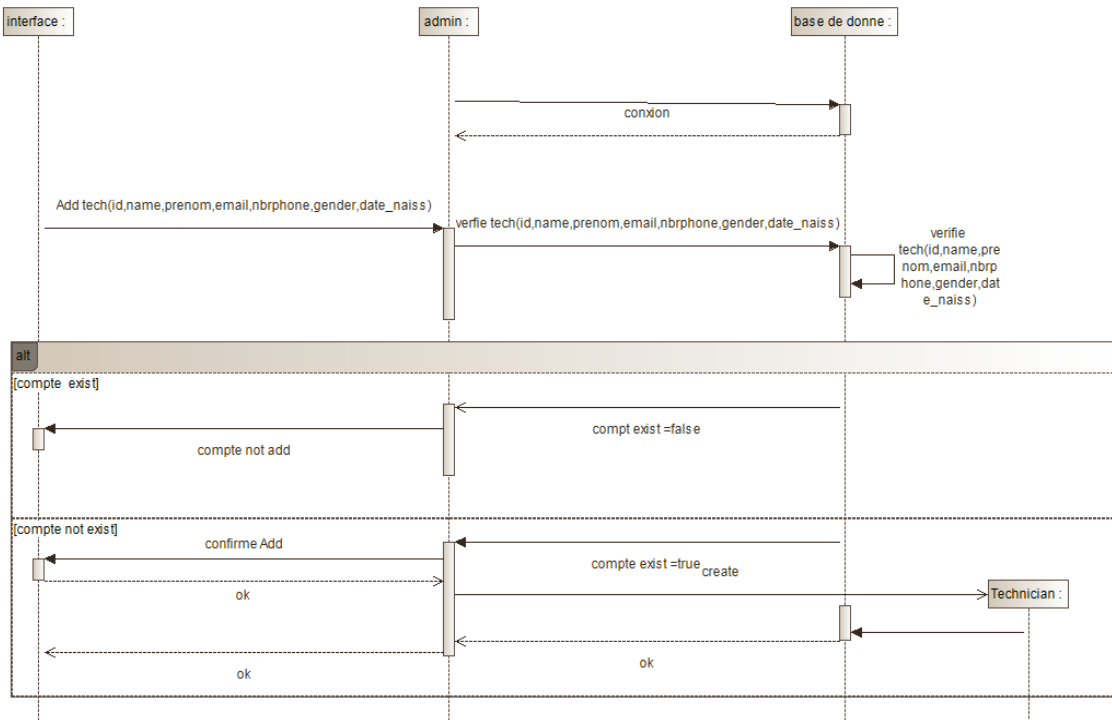 interface :
admin :
base de donne :
conxion
Add tech(id,name,prenom,email,nbrphone,gender,date_naiss)
verfie tech(id,name,prenom,email,nbrphone,gender,date_naiss)
verifie
tech(id,name,pre
nom,email,nbrp
hone,gender,dat
e_naiss)
alt
[compte exist]
compt exist =false
compte not add
[compte not exist]
confirme Add
compte exist =true
create
ok
Technician :
ok
ok